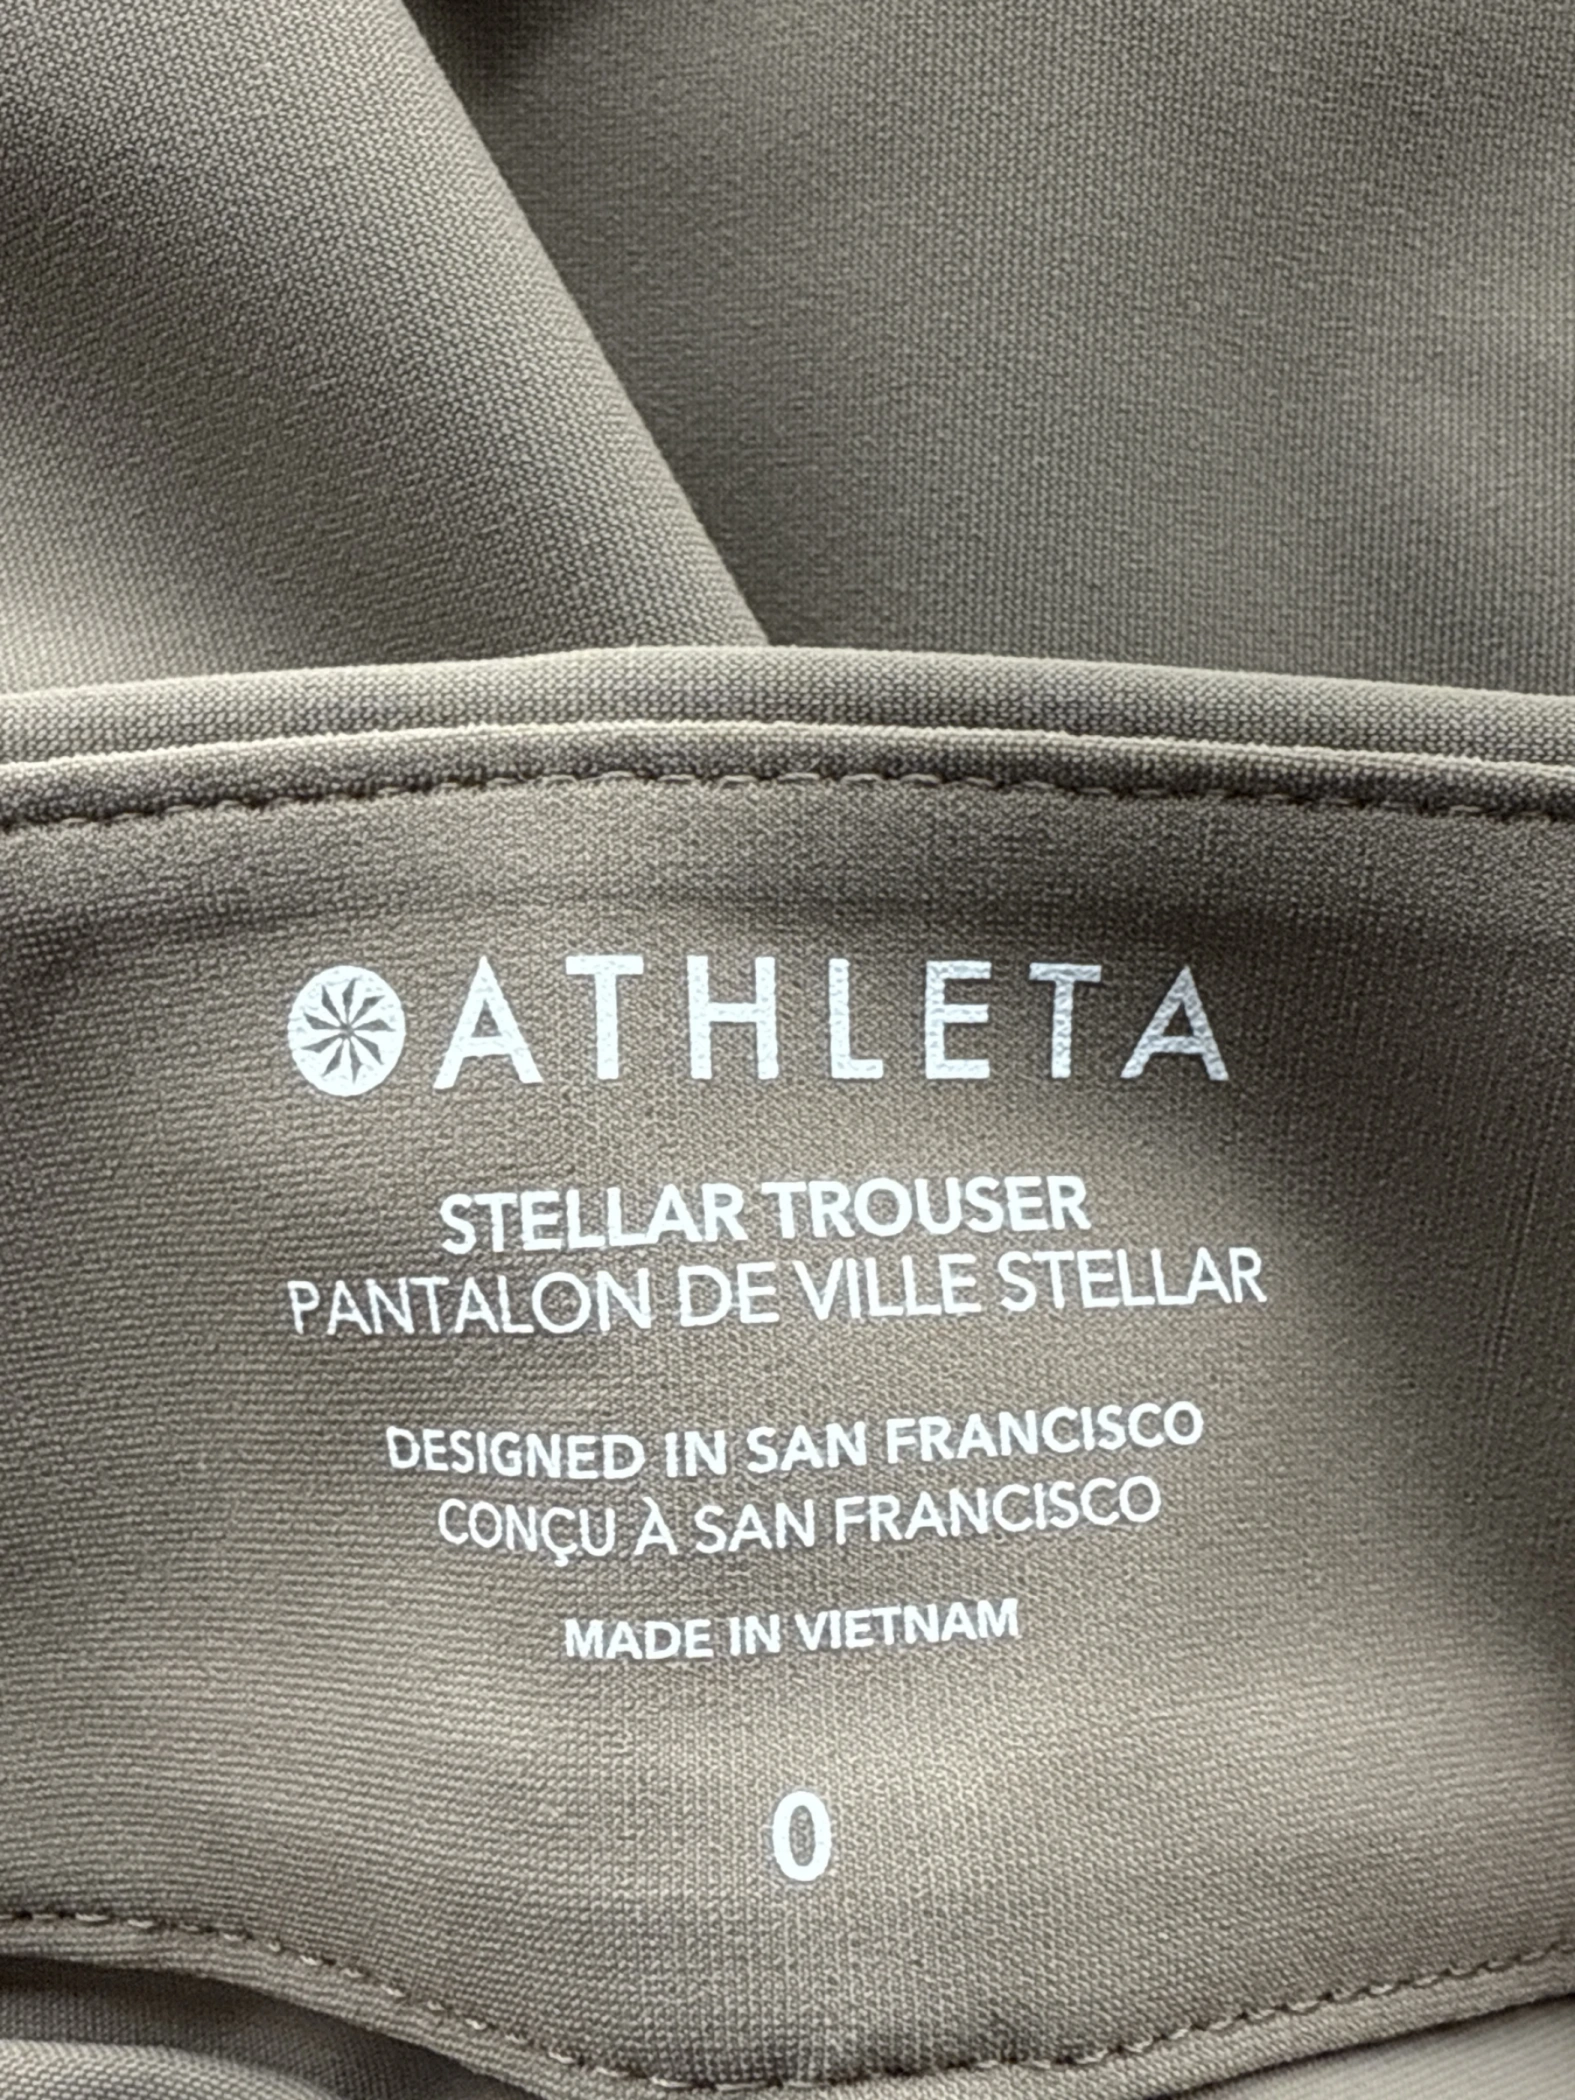 ATHLETA
STELLAR TROUSER
PANTALON DE VILLE STELLAR
DESIGNED IN SAN FRANCISCO
CONÇU À SAN FRANCISCO
MADE IN VIETNAM
0